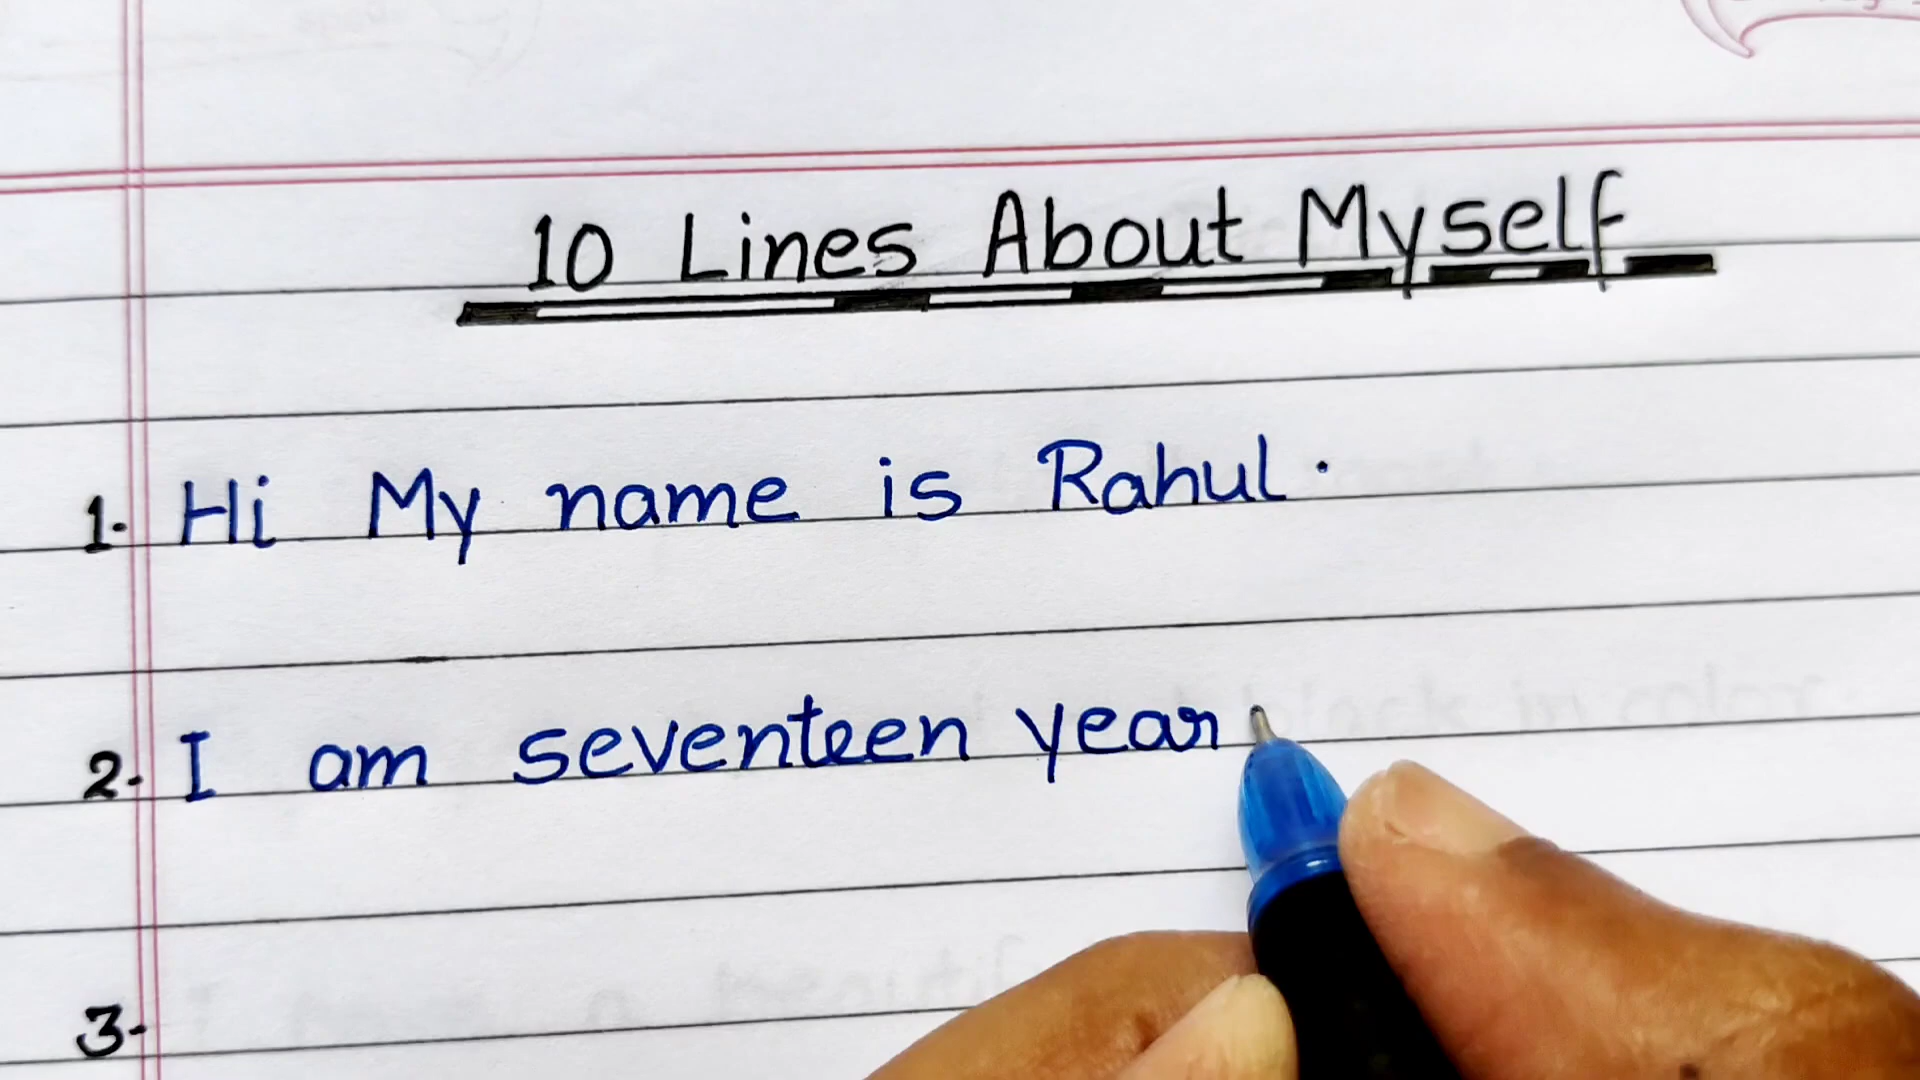 10 Lines About Myself
1. Hi My name is Rahul.
2. I am seventeen year
3.